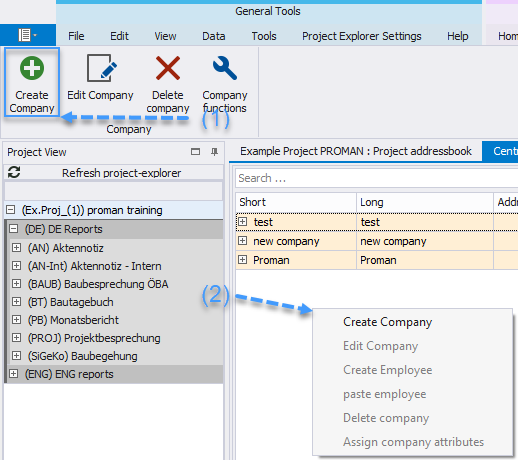 General Tools
File Edit View Data Tools Project Explorer Settings Help Hom
Create Company
Edit Company
Delete company
Company functions
(1)
Company
Project View
Refresh project-explorer
(Ex.Proj_(1)) proman training
(DE) DE Reports
(AN) Aktennotiz
(AN-Int) Aktennotiz - Intern
(BAUB) Baubesprechung ÖBA
(BT) Bautagebuch
(PB) Monatsbericht
(PROJ) Projektbesprechung
(SiGeKo) Baubegehung
(ENG) ENG reports
Example Project PROMAN : Project addressbook Centr
Search ...
Short Long Addr
test test
new company new company
Proman Proman
(2)
Create Company
Edit Company
Create Employee
paste employee
Delete company
Assign company attributes